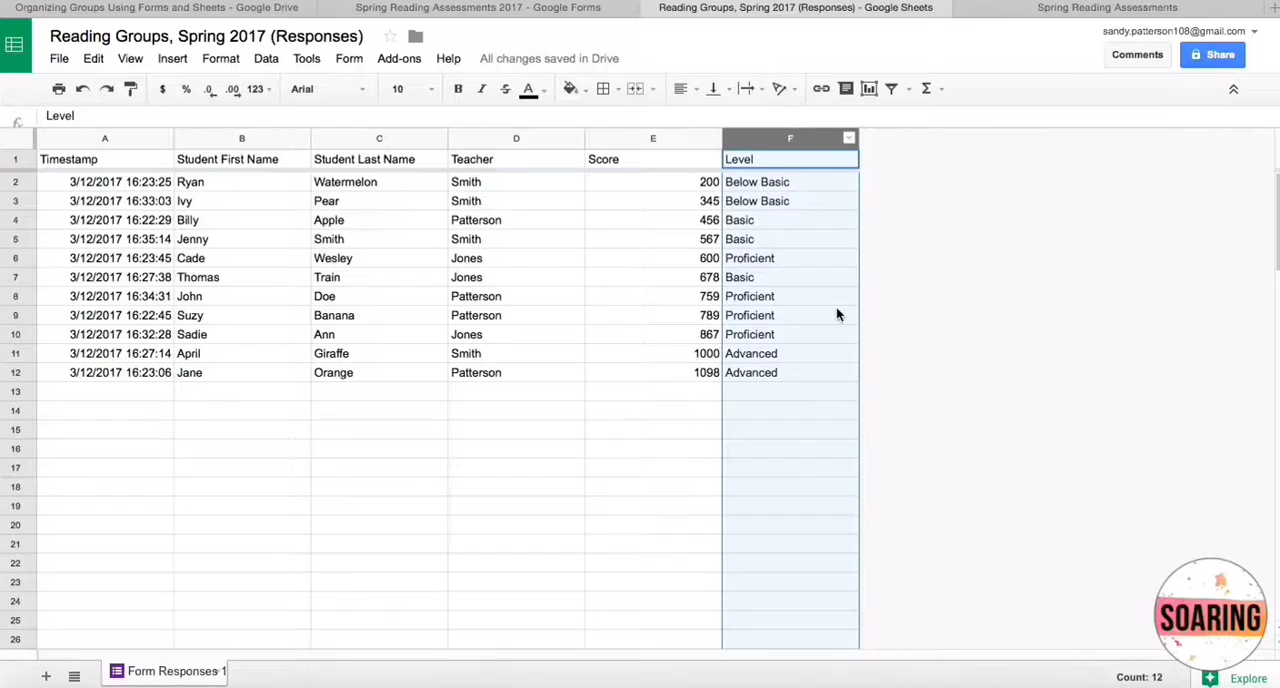 Organizing Groups Using Forms and Sheets - Google Drive Spring Reading Assessments 2017 - Google Forms Reading Groups, Spring 2017 (Responses) - Google Sheets Spring Reading Assessments
Reading Groups, Spring 2017 (Responses) sandy.patterson108@gmail.com
File Edit View Insert Format Data Tools Form Add-ons Help All changes saved in Drive Comments Share
$ % .0 .00 123 Arial 10 B I S A Σ
fx Level
A B C D E F
1 Timestamp Student First Name Student Last Name Teacher Score Level
2 3/12/2017 16:23:25 Ryan Watermelon Smith 200 Below Basic
3 3/12/2017 16:33:03 Ivy Pear Smith 345 Below Basic
4 3/12/2017 16:22:29 Billy Apple Patterson 456 Basic
5 3/12/2017 16:35:14 Jenny Smith Smith 567 Basic
6 3/12/2017 16:23:45 Cade Wesley Jones 600 Proficient
7 3/12/2017 16:27:38 Thomas Train Jones 678 Basic
8 3/12/2017 16:34:31 John Doe Patterson 759 Proficient
9 3/12/2017 16:22:45 Suzy Banana Patterson 789 Proficient
10 3/12/2017 16:32:28 Sadie Ann Jones 867 Proficient
11 3/12/2017 16:27:14 April Giraffe Smith 1000 Advanced
12 3/12/2017 16:23:06 Jane Orange Patterson 1098 Advanced
13
14
15
16
17
18
19
20
21
22
23
24
25
26
SOARING
Form Responses 1 Count: 12 Explore